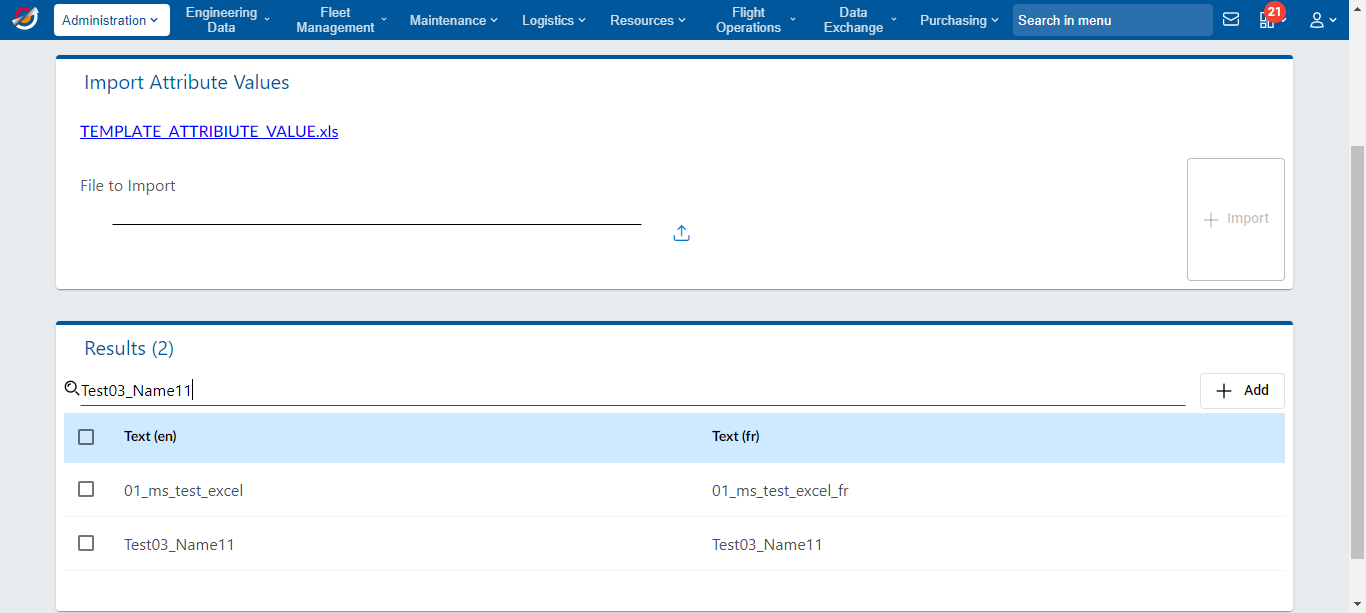 Administration
Engineering
Data
Fleet
Management
Maintenance
Logistics
Resources
Flight
Operations
Data
Exchange
Purchasing
Search in menu
21
Import Attribute Values
TEMPLATE_ATTRIBIUTE_VALUE.xls
File to Import
Import
Results (2)
Test03_Name11
Add
Text (en) Text (fr)
01_ms_test_excel 01_ms_test_excel_fr
Test03_Name11 Test03_Name11